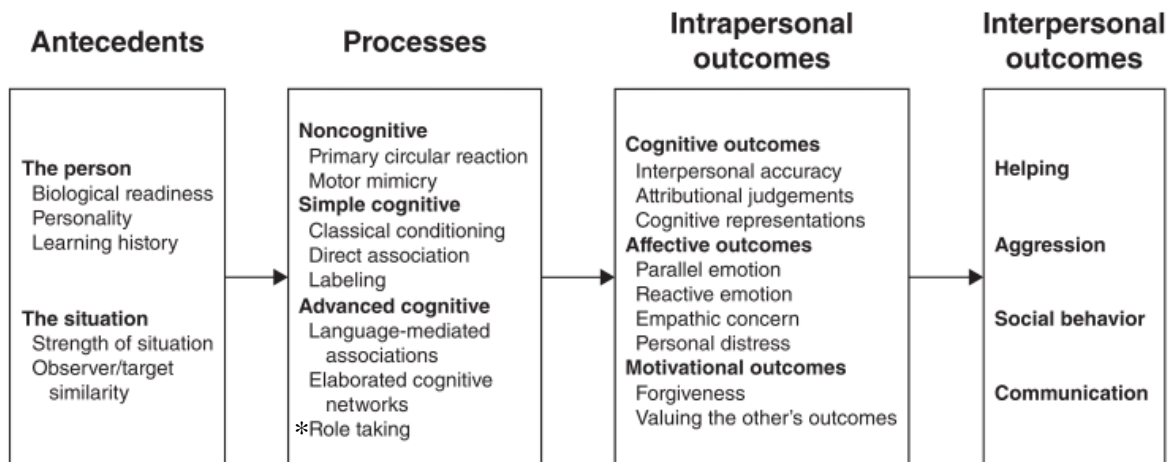 Antecedents
Processes
Intrapersonal
outcomes
Interpersonal
outcomes
The person
Biological readiness
Personality
Learning history
The situation
Strength of situation
Observer/target
similarity
Noncognitive
Primary circular reaction
Motor mimicry
Simple cognitive
Classical conditioning
Direct association
Labeling
Advanced cognitive
Language-mediated
associations
Elaborated cognitive
networks
*Role taking
Cognitive outcomes
Interpersonal accuracy
Attributional judgements
Cognitive representations
Affective outcomes
Parallel emotion
Reactive emotion
Empathic concern
Personal distress
Motivational outcomes
Forgiveness
Valuing the other's outcomes
Helping
Aggression
Social behavior
Communication